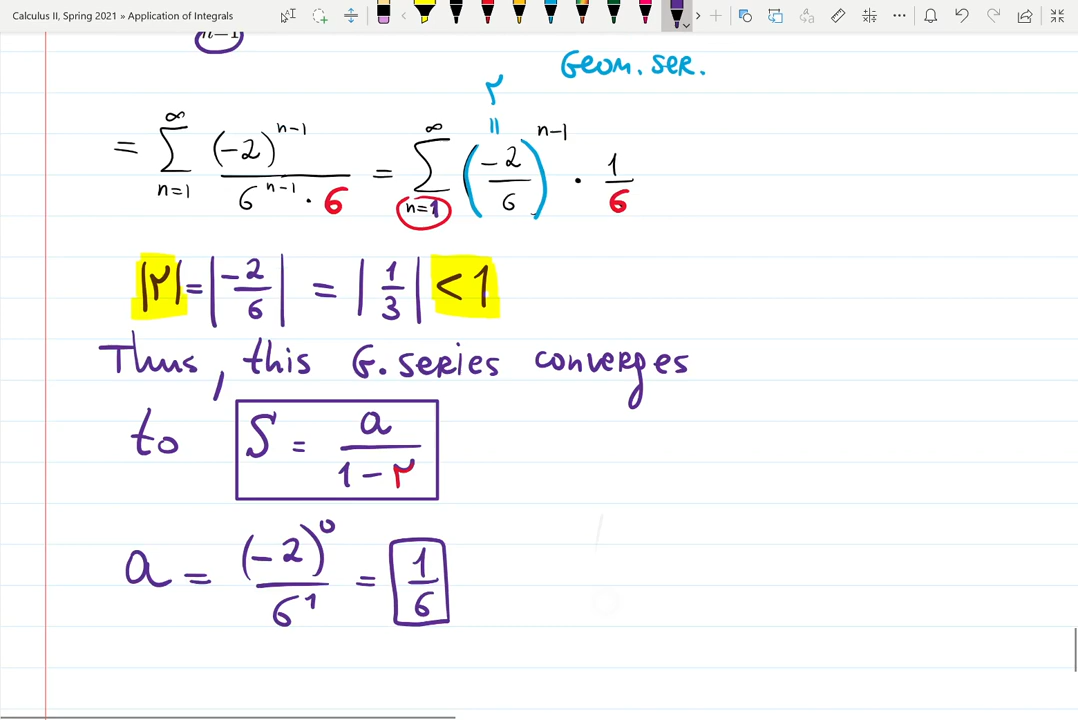 Calculus II, Spring 2021 » Application of Integrals
n=1
Geom. Ser.
r
=
= ∑_{n=1}^{∞} (-2)^{n-1} / (6^{n-1} · 6) = ∑_{n=1}^{∞} (-2/6)^{n-1} · 1/6
|r| = |-2/6| = |1/3| < 1
Thus, this G. series converges
to S = a / (1 - r)
a = (-2)^0 / 6^1 = 1/6